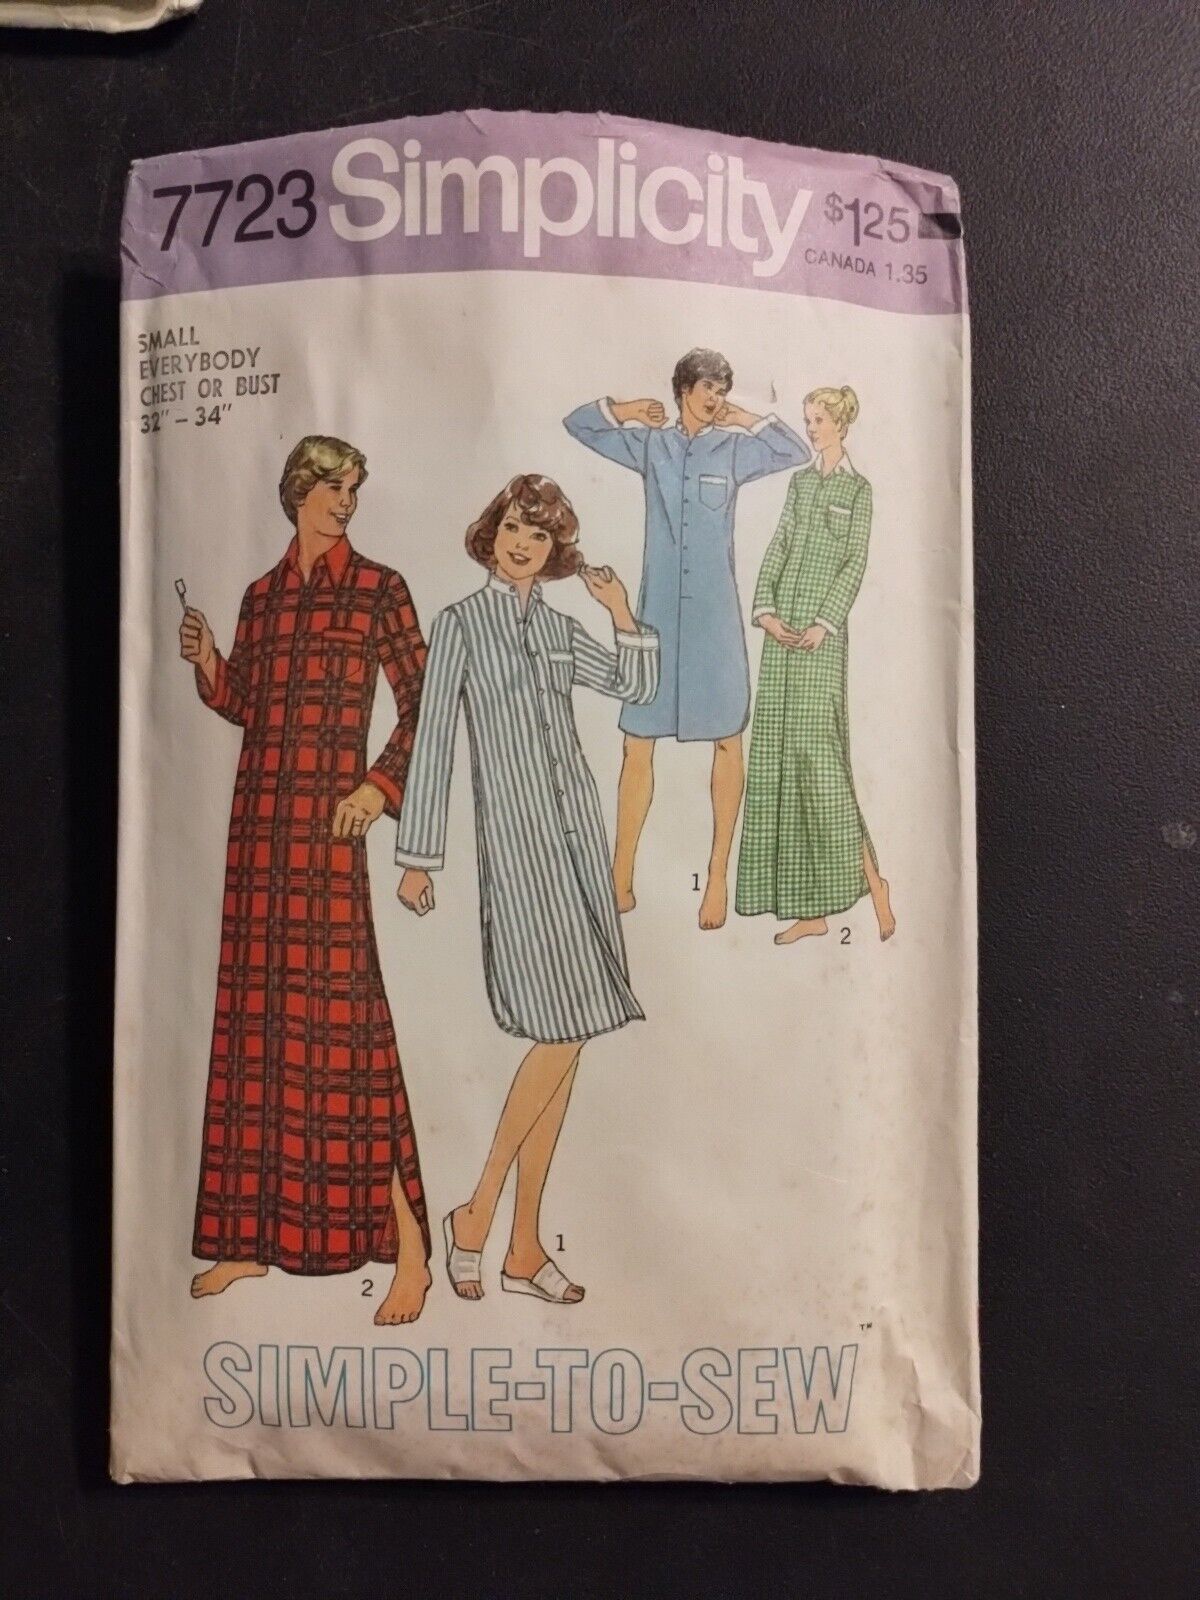 7723 Simplicity $1.25
CANADA 1.35
SMALL
EVERYBODY
CHEST OR BUST
32" - 34"
1
2
1
2
SIMPLE-TO-SEW™